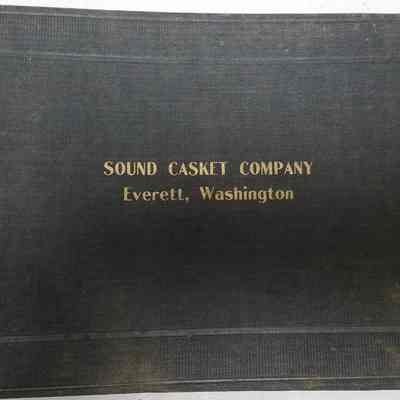 SOUND CASKET COMPANY
Everett, Washington